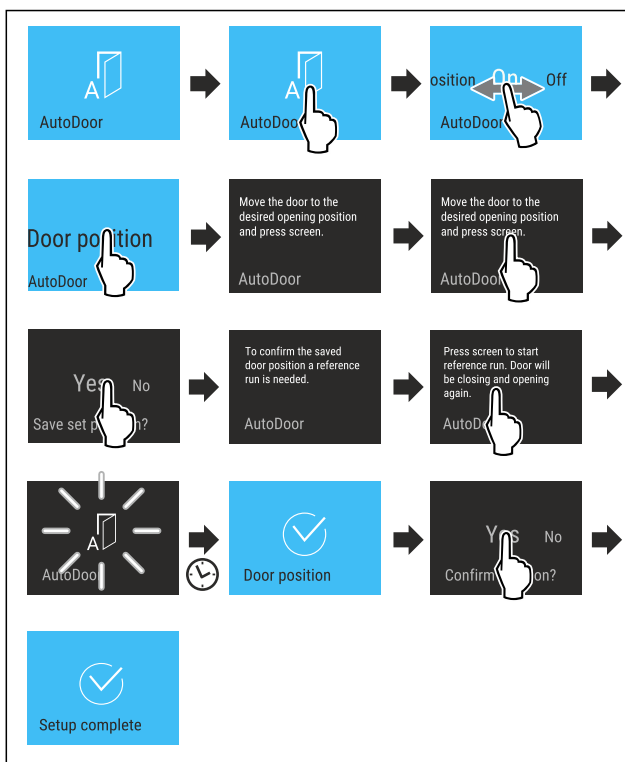 A
AutoDoor
A
AutoDoo
osition On Off
AutoDoor
Door position
AutoDoor
Move the door to the
desired opening position
and press screen.
AutoDoor
Move the door to the
desired opening position
and press screen.
AutoDoo
Yes No
Save set p n?
To confirm the saved
door position a reference
run is needed.
AutoDoor
Press screen to start
reference run. Door will
be closing and opening
again.
AutoD
A
AutoDoor
Door position
Yes No
Confirm on?
Setup complete